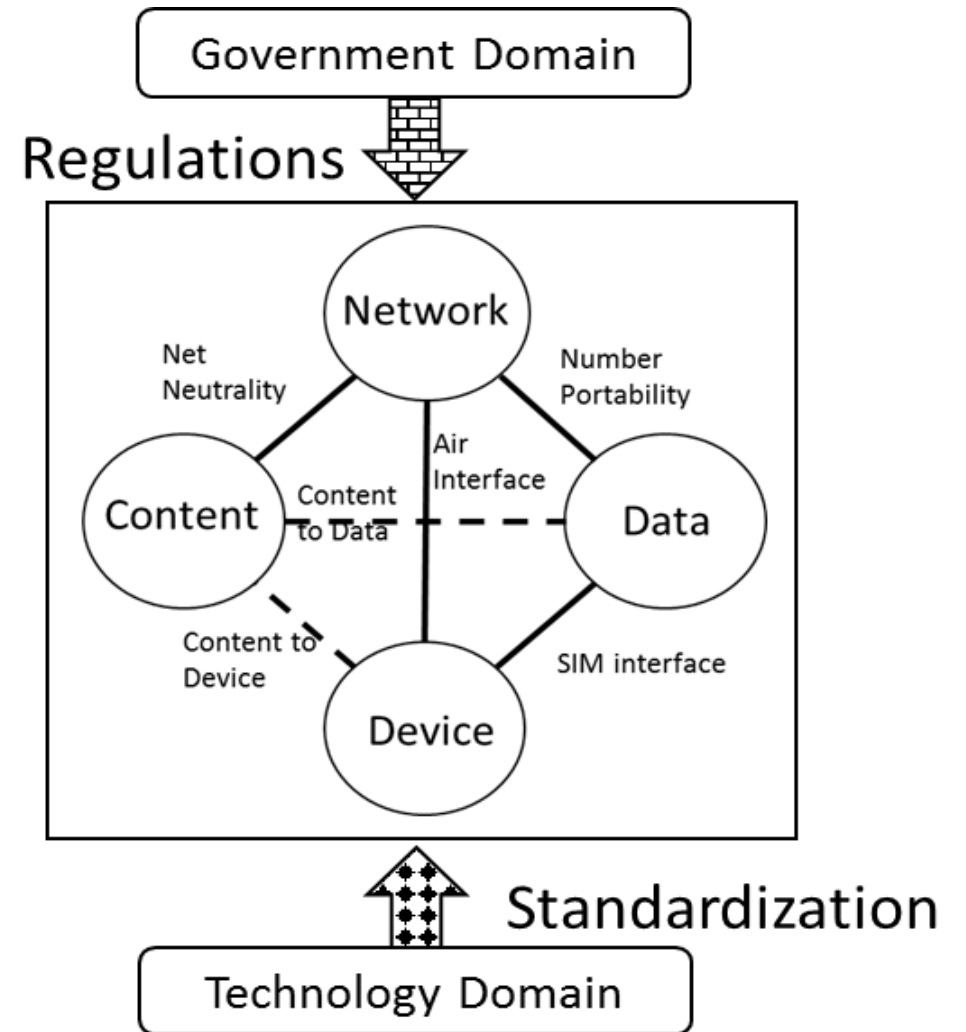 Government Domain
Regulations
Network
Net
Neutrality
Number
Portability
Air
Interface
Content
Content
to Data
Data
Content to
Device
SIM interface
Device
Standardization
Technology Domain